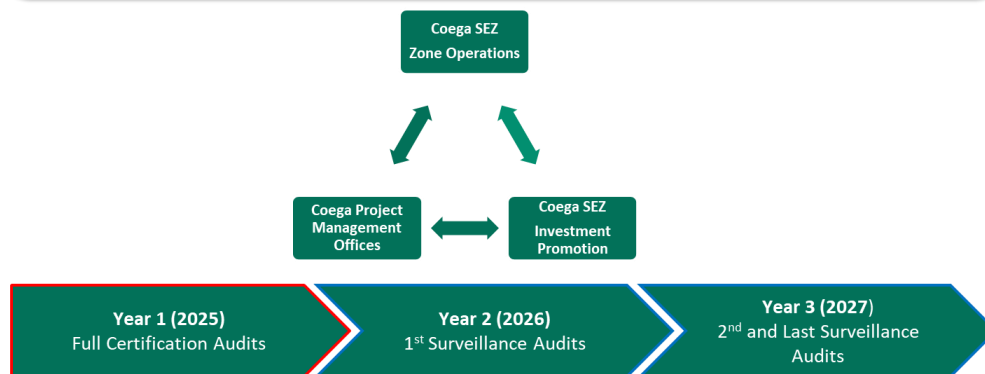 Coega SEZ
Zone Operations
Coega Project
Management
Offices
Coega SEZ
Investment
Promotion
Year 1 (2025)
Full Certification Audits
Year 2 (2026)
1st Surveillance Audits
Year 3 (2027)
2nd and Last Surveillance
Audits